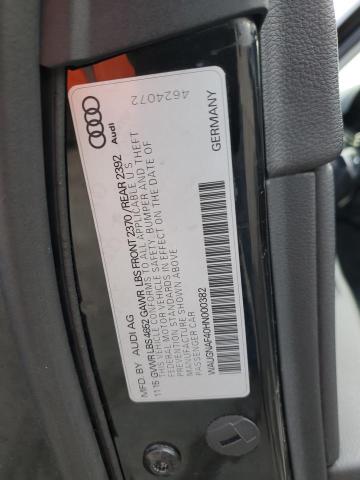 MFD. BY AUDI AG
11/16 GVWR LBS 4852 GAWR LBS FRONT 2370 /REAR 2392
THIS VEHICLE CONFORMS TO ALL APPLICABLE U.S.
FEDERAL MOTOR VEHICLE SAFETY, BUMPER AND THEFT
PREVENTION STANDARDS IN EFFECT ON THE DATE OF
MANUFACTURE SHOWN ABOVE
PASSENGER CAR
WAUGNAF40HN000382
GERMANY
Audi
4624072